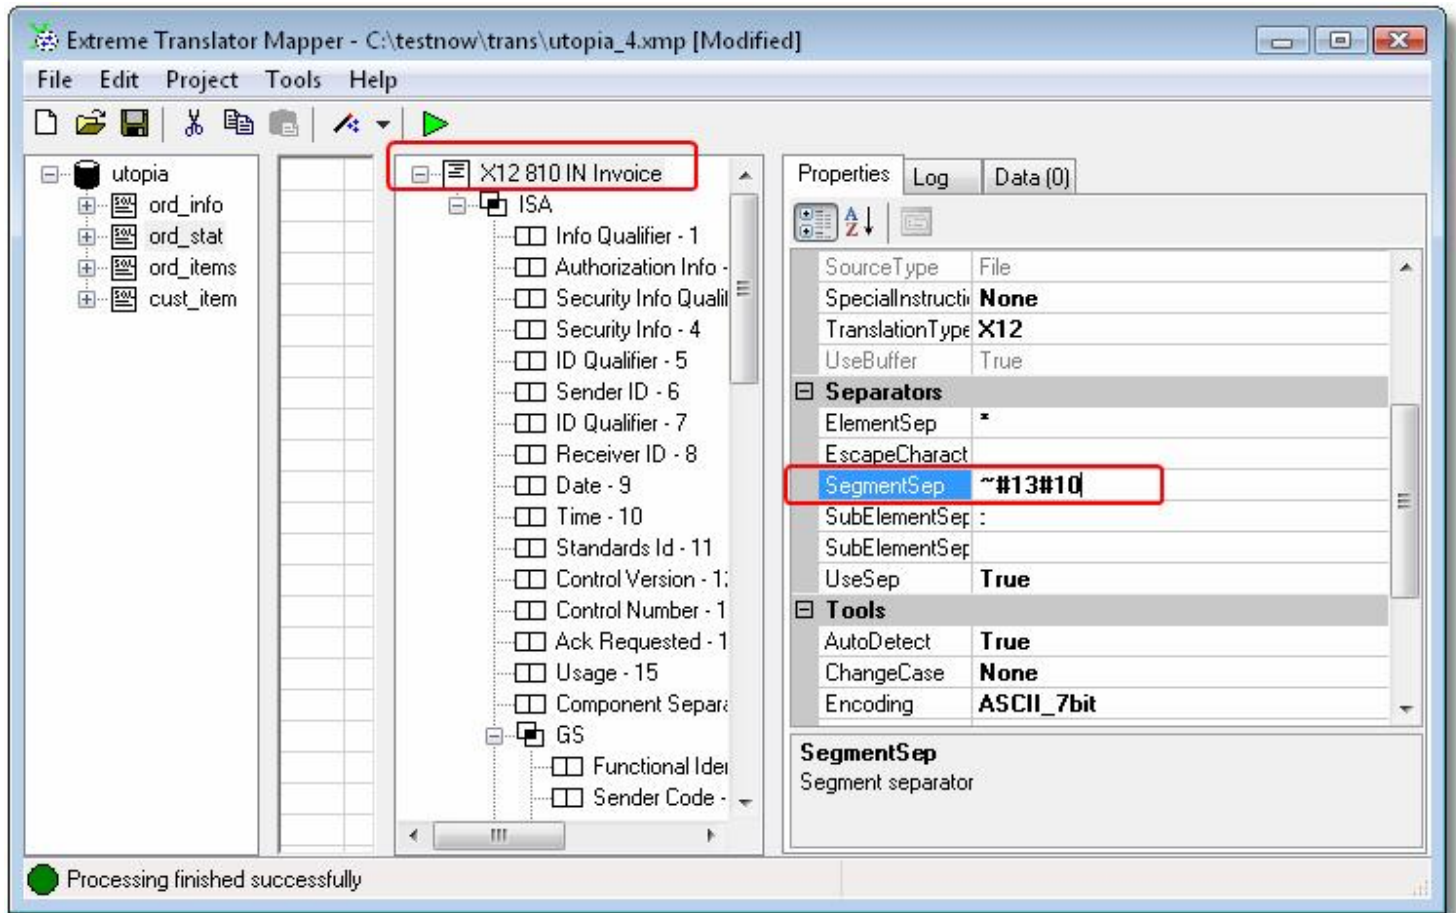 Extreme Translator Mapper - C:\testnow\trans\utopia_4.xmp [Modified]
File Edit Project Tools Help
utopia
ord_info
ord_stat
ord_items
cust_item
X12 810 IN Invoice
ISA
Info Qualifier - 1
Authorization Info -
Security Info Qualif
Security Info - 4
ID Qualifier - 5
Sender ID - 6
ID Qualifier - 7
Receiver ID - 8
Date - 9
Time - 10
Standards Id - 11
Control Version - 1
Control Number - 1
Ack Requested - 1
Usage - 15
Component Separa
GS
Functional Ider
Sender Code -
Properties Log Data (0)
SourceType File
SpecialInstructi None
TranslationType X12
UseBuffer True
Separators
ElementSep *
EscapeCharact
SegmentSep ~#13#10
SubElementSep :
SubElementSep
UseSep True
Tools
AutoDetect True
ChangeCase None
Encoding ASCII_7bit
SegmentSep
Segment separator
Processing finished successfully